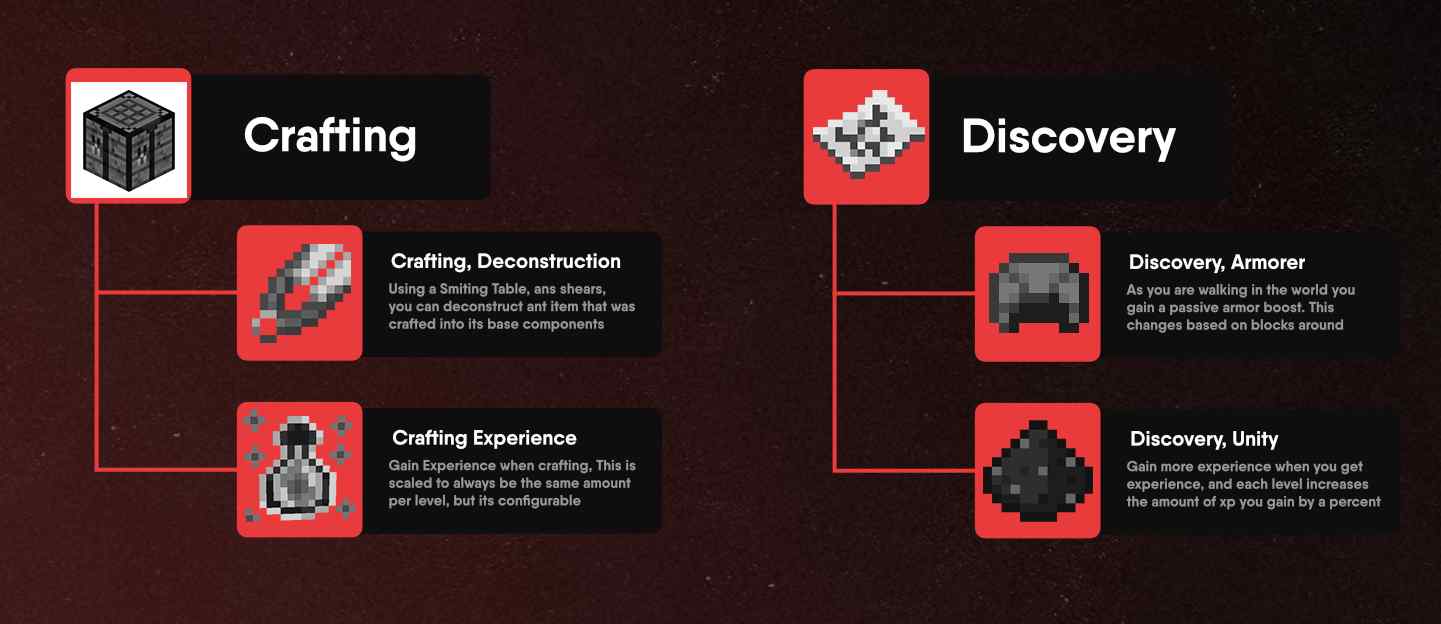 Crafting
Crafting, Deconstruction
Using a Smiting Table, ans shears,
you can deconstruct ant item that was
crafted into its base components
Crafting Experience
Gain Experience when crafting, This is
scaled to always be the same amount
per level, but its configurable
Discovery
Discovery, Armorer
As you are walking in the world you
gain a passive armor boost. This
changes based on blocks around
Discovery, Unity
Gain more experience when you get
experience, and each level increases
the amount of xp you gain by a percent